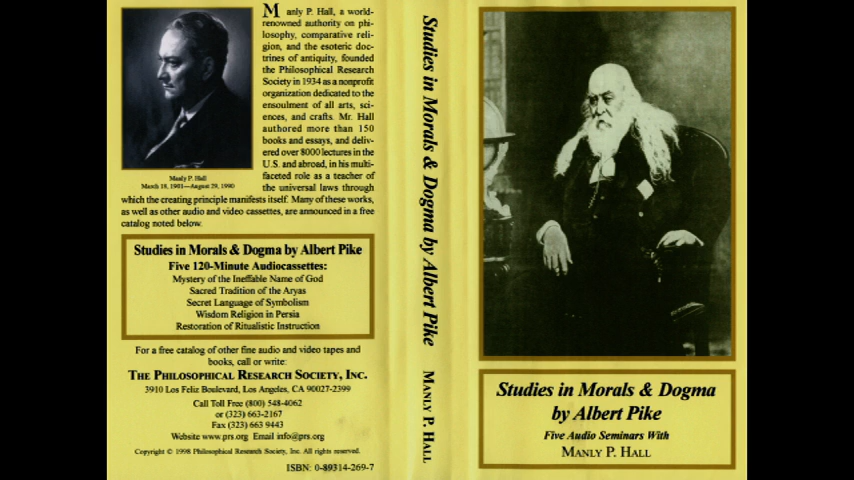 Manly P. Hall, a world-
renowned authority on phi-
losophy, comparative reli-
gion, and the esoteric doc-
trines of antiquity, founded
the Philosophical Research
Society in 1934 as a nonprofit
organization dedicated to the
ensoulment of all arts, sci-
ences, and crafts. Mr. Hall
authored more than 150
books and essays, and deliv-
ered over 8000 lectures in the
U.S. and abroad, in his multi-
faceted role as a teacher of
the universal laws through
which the creating principle manifests itself. Many of these works,
as well as other audio and video cassettes, are announced in a free
catalog noted below.
Manly P. Hall
March 18, 1901—August 29, 1990
Studies in Morals & Dogma by Albert Pike
Five 120-Minute Audiocassettes:
Mystery of the Ineffable Name of God
Sacred Tradition of the Aryas
Secret Language of Symbolism
Wisdom Religion in Persia
Restoration of Ritualistic Instruction
For a free catalog of other fine audio and video tapes and
books, call or write:
THE PHILOSOPHICAL RESEARCH SOCIETY, INC.
3910 Los Feliz Boulevard, Los Angeles, CA 90027-2399
Call Toll Free (800) 548-4062
or (323) 663-2167
Fax (323) 663 9443
Website www.prs.org Email info@prs.org
Copyright © 1998 Philosophical Research Society, Inc. All rights reserved.
ISBN: 0-89314-269-7
Studies in Morals & Dogma by Albert Pike MANLY P. HALL
Studies in Morals & Dogma
by Albert Pike
Five Audio Seminars With
MANLY P. HALL